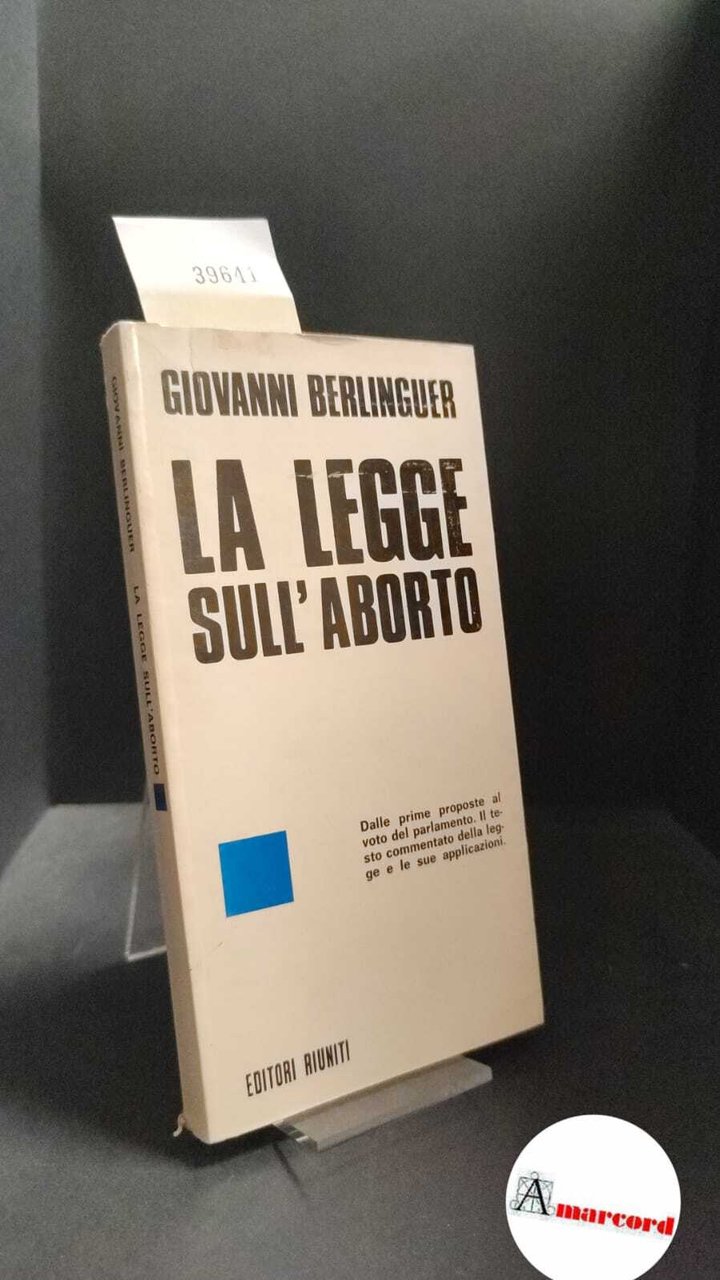 GIOVANNI BERLINGUER
LA LEGGE
SULL'ABORTO
Dalle prime proposte al
voto del parlamento. Il te-
sto commentato della leg-
ge e le sue applicazioni.
EDITORI RIUNITI
GIOVANNI BERLINGUER LA LEGGE SULL'ABORTO
Amarcord